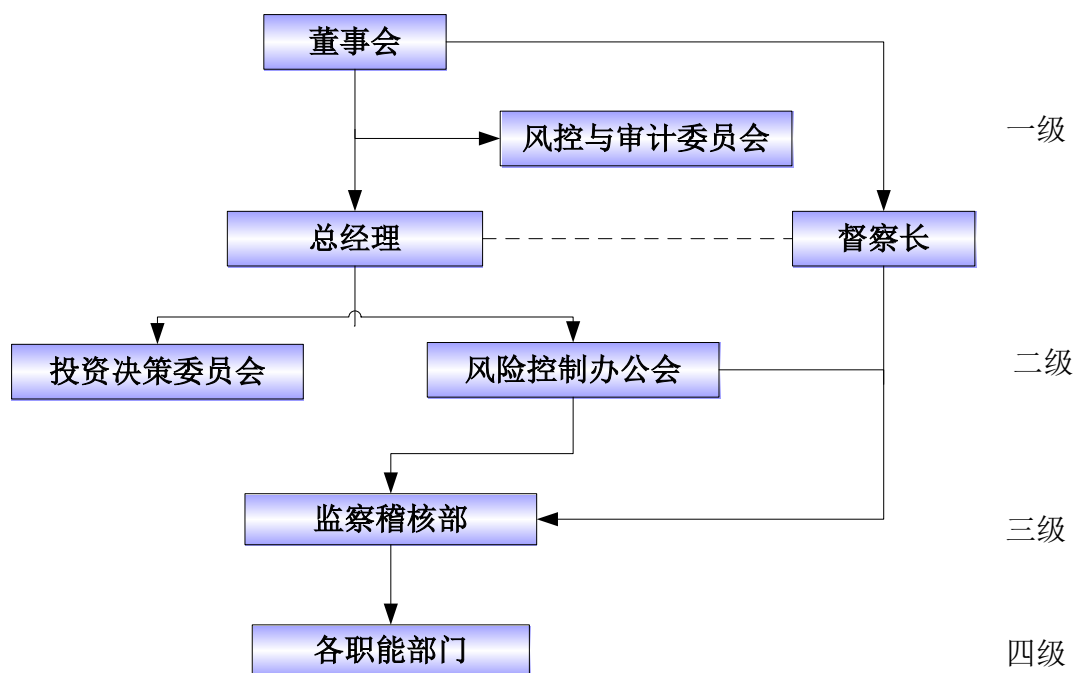 董事会
风控与审计委员会
一级
总经理
督察长
投资决策委员会
风险控制办公会
二级
监察稽核部
三级
各职能部门
四级